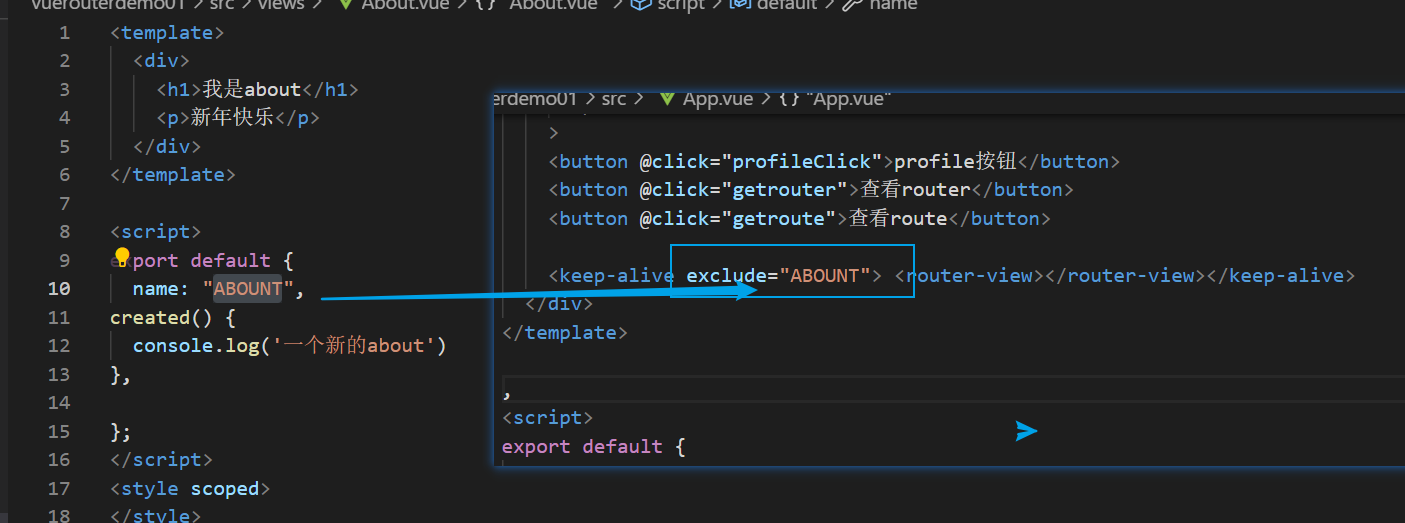 vuerouterdemo01 > src > views > About.vue > {} "About.vue" > script > default > name
1 <template>
2 <div>
3 <h1>我是about</h1>
4 <p>新年快乐</p>
5 </div>
6 </template>
7
8 <script>
9 export default {
10 name: "ABOUNT",
11 created() {
12 console.log('一个新的about')
13 },
14
15 };
16 </script>
17 <style scoped>
18 </style>
erdemo01 > src > App.vue > {} "App.vue"
>
<button @click="profileClick">profile按钮</button>
<button @click="getrouter">查看router</button>
<button @click="getroute">查看route</button>
<keep-alive exclude="ABOUNT"> <router-view></router-view></keep-alive>
</div>
</template>
,
<script>
export default {